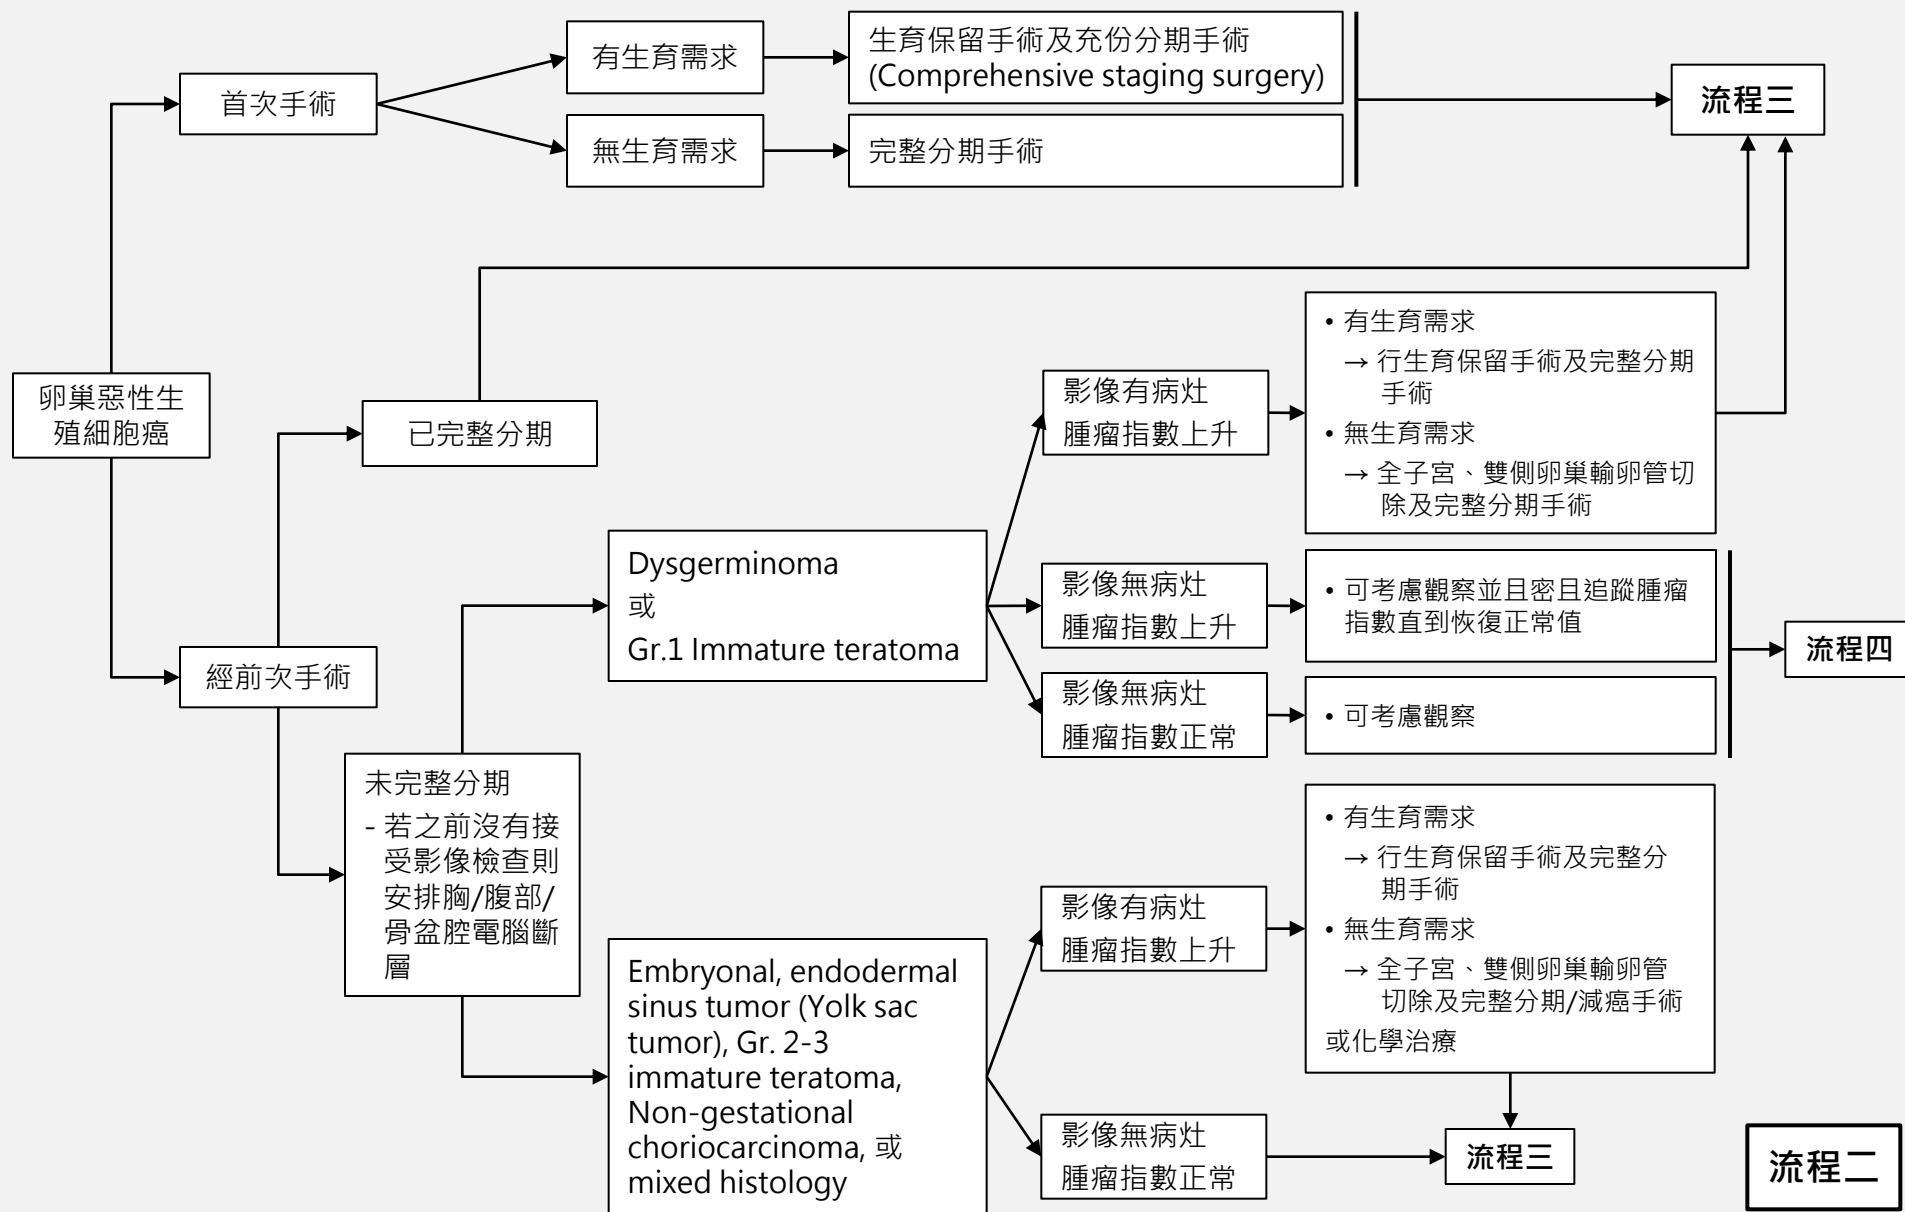 有生育需求
生育保留手術及充份分期手術
(Comprehensive staging surgery)
首次手術
流程三
無生育需求
完整分期手術
卵巢惡性生
殖細胞癌
已完整分期
影像有病灶
腫瘤指數上升
• 有生育需求
→ 行生育保留手術及完整分期
手術
• 無生育需求
→ 全子宮、雙側卵巢輸卵管切
除及完整分期手術
Dysgerminoma
或
Gr.1 Immature teratoma
影像無病灶
腫瘤指數上升
• 可考慮觀察並且密且追蹤腫瘤
指數直到恢復正常值
流程四
經前次手術
影像無病灶
腫瘤指數正常
• 可考慮觀察
未完整分期
- 若之前沒有接
受影像檢查則
安排胸/腹部/
骨盆腔電腦斷
層
Embryonal, endodermal
sinus tumor (Yolk sac
tumor), Gr. 2-3
immature teratoma,
Non-gestational
choriocarcinoma, 或
mixed histology
影像有病灶
腫瘤指數上升
• 有生育需求
→ 行生育保留手術及完整分
期手術
• 無生育需求
→ 全子宮、雙側卵巢輸卵管
切除及完整分期/減癌手術
或化學治療
影像無病灶
腫瘤指數正常
流程三
流程二